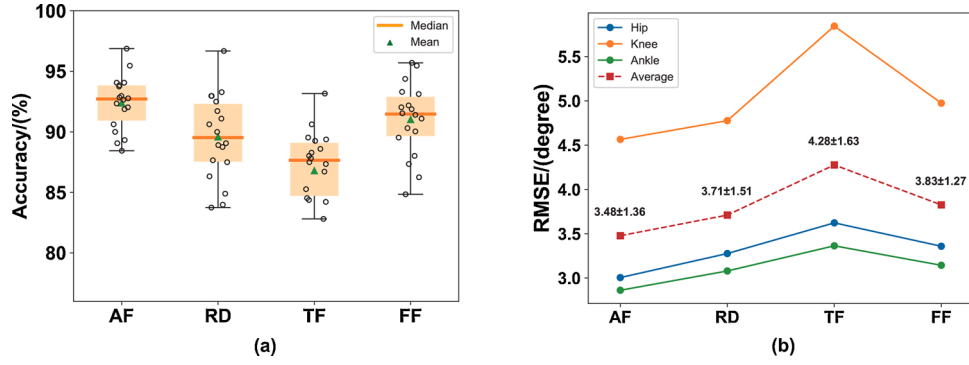 100
95
90
85
80
Accuracy/(%)
Median
Mean
AF RD TF FF
(a)
5.5
5.0
4.5
4.0
3.5
3.0
RMSE/(degree)
Hip
Knee
Ankle
Average
3.48±1.36
3.71±1.51
4.28±1.63
3.83±1.27
AF RD TF FF
(b)